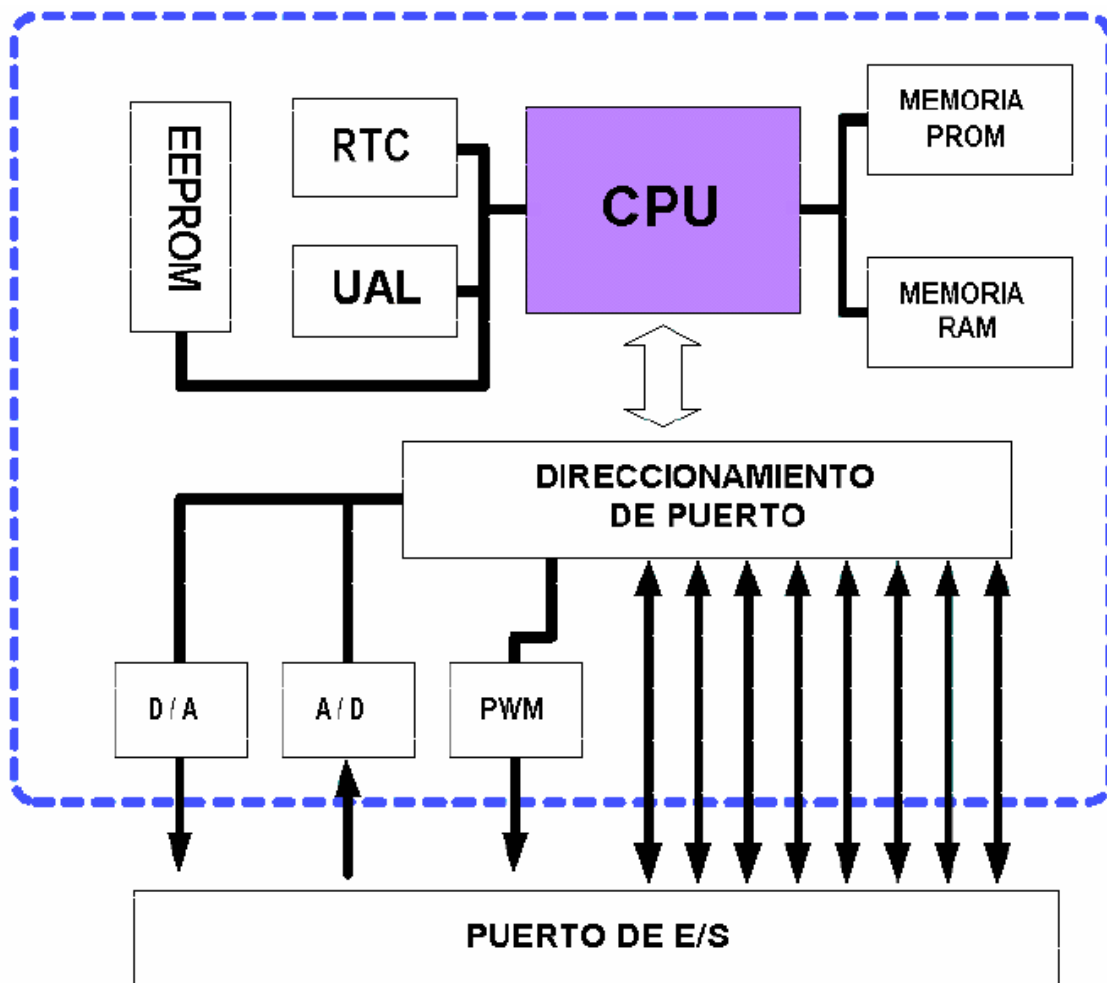 EEPROM
RTC
UAL
CPU
MEMORIA
PROM
MEMORIA
RAM
DIRECCIONAMIENTO
DE PUERTO
D/A
A/D
PWM
PUERTO DE E/S